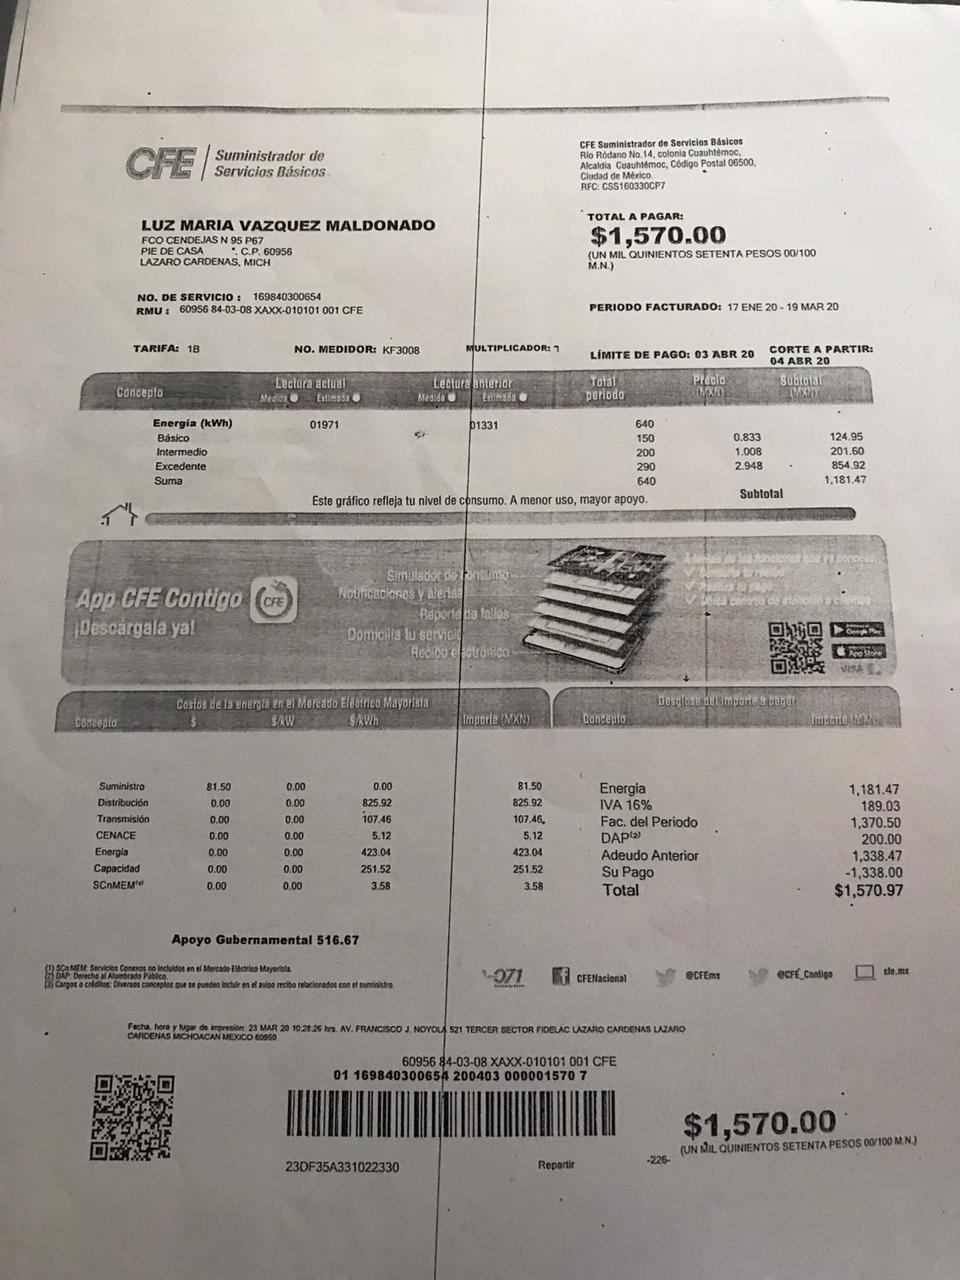 CFE Suministrador de
Servicios Básicos
CFE Suministrador de Servicios Básicos
Río Ródano No.14, colonia Cuauhtémoc,
Alcaldia Cuauhtémoc, Código Postal 06500,
Ciudad de México.
RFC: CSS160330CP7
LUZ MARIA VAZQUEZ MALDONADO
FCO CENDEJAS N 95 P67
PIE DE CASA *. C.P. 60956
LAZARO CARDENAS, MICH
TOTAL A PAGAR:
$1,570.00
(UN MIL QUINIENTOS SETENTA PESOS 00/100
M.N.)
NO. DE SERVICIO : 169840300654
RMU : 60956 84-03-08 XAXX-010101 001 CFE
PERIODO FACTURADO: 17 ENE 20 - 19 MAR 20
TARIFA: 1B NO. MEDIDOR: KF3008 MULTIPLICADOR: 1
LÍMITE DE PAGO: 03 ABR 20 CORTE A PARTIR:
04 ABR 20
Concepto Lectura actual Lectura anterior Total periodo Precio (MXN) Subtotal (MXN)
Medida Estimada Medida Estimada
Energía (kWh) 01971 01331 640
Básico 150 0.833 124.95
Intermedio 200 1.008 201.60
Excedente 290 2.948 854.92
Suma 640 1,181.47
Subtotal
Este gráfico refleja tu nivel de consumo. A menor uso, mayor apoyo.
App CFE Contigo CFE
¡Descárgala ya!
Simulador de Consumo
Notificaciones y alertas
Reporte de fallas
Domicilia tu servicio
Recibo electrónico
Google Play
App Store
VISA
Costos de la energía en el Mercado Eléctrico Mayorista
Concepto $ $/kW $/kWh Importe (MXN)
Desglose del importe a pagar
Concepto Importe (MXN)
Suministro 81.50 0.00 0.00 81.50
Distribución 0.00 0.00 825.92 825.92
Transmisión 0.00 0.00 107.46 107.46
CENACE 0.00 0.00 5.12 5.12
Energía 0.00 0.00 423.04 423.04
Capacidad 0.00 0.00 251.52 251.52
SCnMEM(1) 0.00 0.00 3.58 3.58
Energía 1,181.47
IVA 16% 189.03
Fac. del Periodo 1,370.50
DAP(2) 200.00
Adeudo Anterior 1,338.47
Su Pago -1,338.00
Total $1,570.97
Apoyo Gubernamental 516.67
(1) SCnMEM: Servicios Conexos no Incluidos en el Mercado Eléctrico Mayorista.
(2) DAP: Derecho al Alumbrado Público.
(3) Cargos o créditos: Diversos conceptos que se pueden incluir en el aviso recibo relacionados con el suministro.
071 CFENacional @CFEmx @CFE_Contigo cfe.mx
Fecha, hora y lugar de impresión: 23 MAR 20 10:28:26 hrs. AV. FRANCISCO J. NOYOLA 521 TERCER SECTOR FIDELAC LAZARO CARDENAS LAZARO
CARDENAS MICHOACAN MEXICO 60950
60956 84-03-08 XAXX-010101 001 CFE
01 169840300654 200403 000001570 7
23DF35A331022330
Repartir
-226-
$1,570.00
(UN MIL QUINIENTOS SETENTA PESOS 00/100 M.N.)